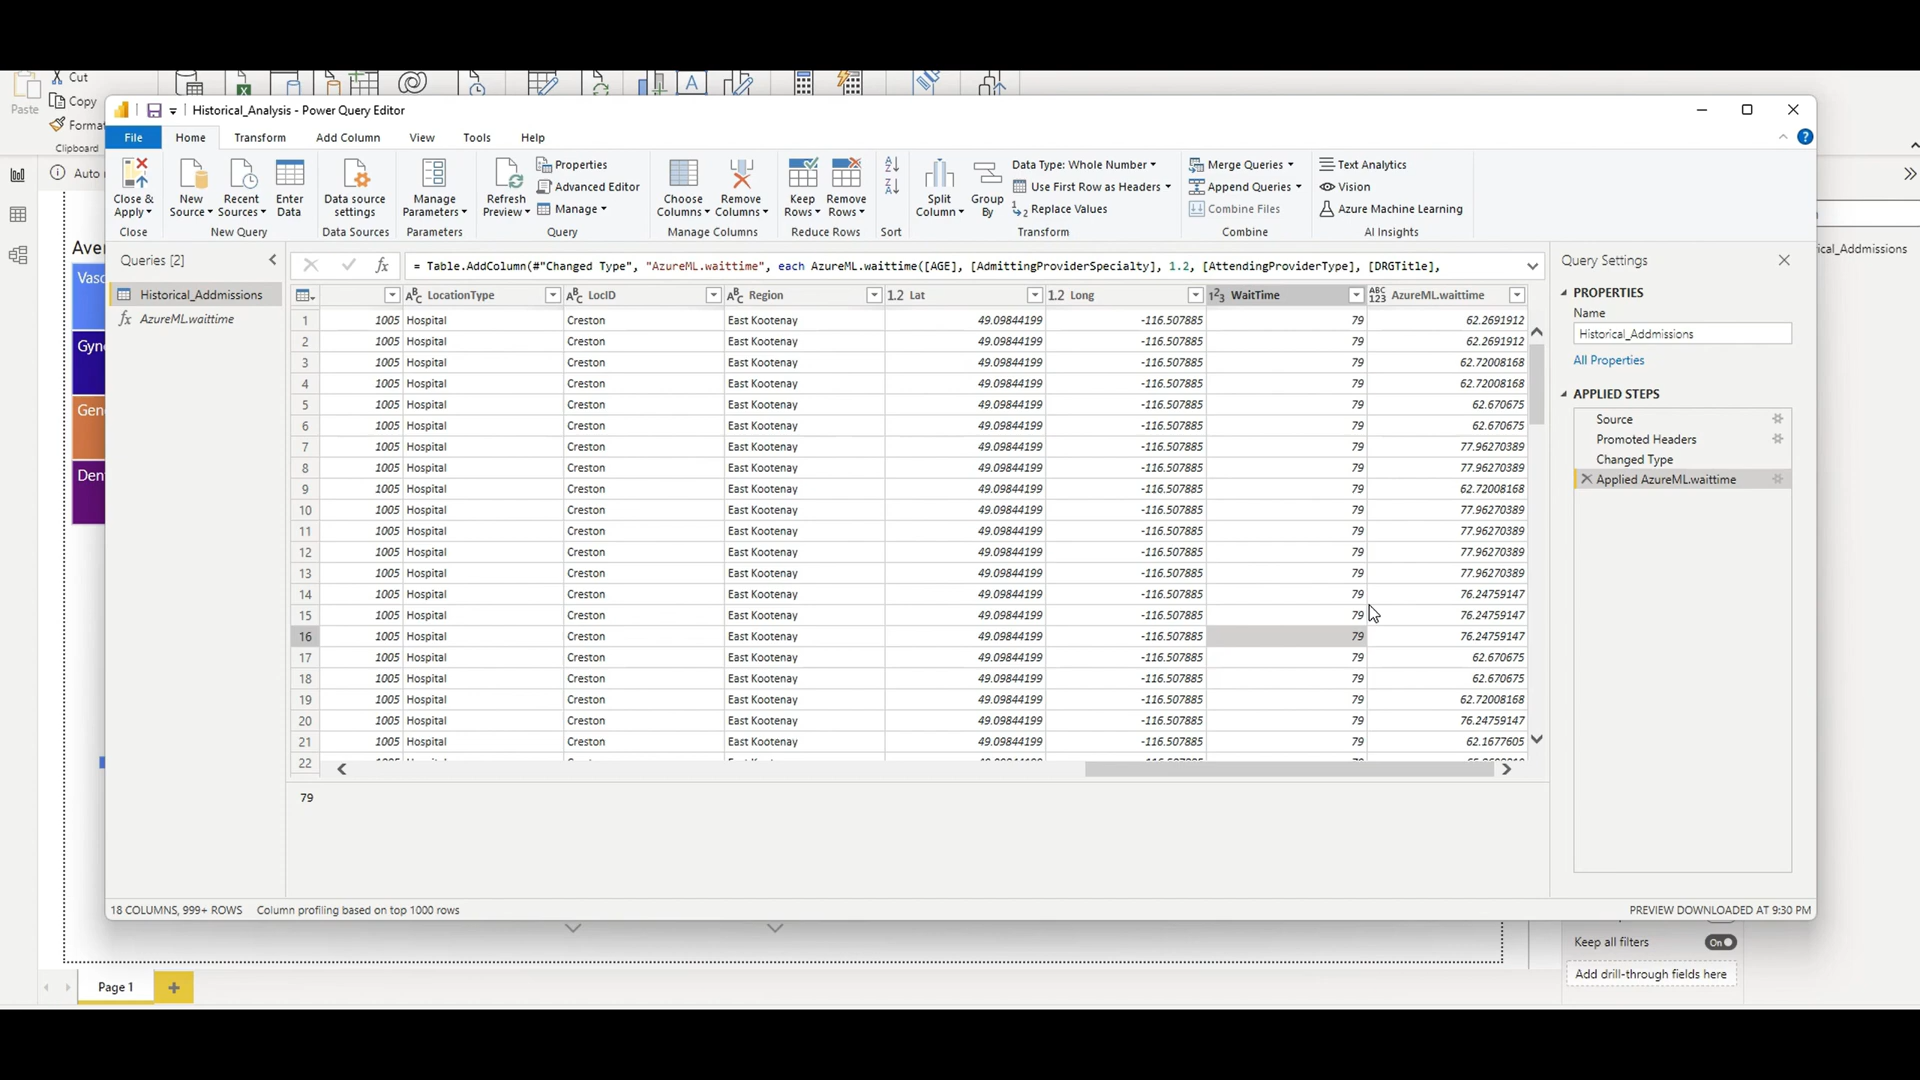 Cut
Paste
Copy
Format
Clipboard
Historical_Analysis - Power Query Editor
File Home Transform Add Column View Tools Help
Close & Apply
New Source
Recent Sources
Enter Data
Data source settings
Manage Parameters
Refresh Preview
Properties
Advanced Editor
Manage
Choose Columns
Remove Columns
Keep Rows
Remove Rows
Split Column
Group By
Data Type: Whole Number
Use First Row as Headers
Replace Values
Merge Queries
Append Queries
Combine Files
Text Analytics
Vision
Azure Machine Learning
Close New Query Data Sources Parameters Query Manage Columns Reduce Rows Sort Transform Combine AI Insights
Auto
Queries [2]
Historical_Addmissions
AzureML.waittime
= Table.AddColumn(#"Changed Type", "AzureML.waittime", each AzureML.waittime([AGE], [AdmittingProviderSpecialty], 1.2, [AttendingProviderType], [DRGTitle],
LocationType LocID Region 1.2 Lat 1.2 Long WaitTime AzureML.waittime
1 1005 Hospital Creston East Kootenay 49.09844199 -116.507885 79 62.2691912
2 1005 Hospital Creston East Kootenay 49.09844199 -116.507885 79 62.2691912
3 1005 Hospital Creston East Kootenay 49.09844199 -116.507885 79 62.72008168
4 1005 Hospital Creston East Kootenay 49.09844199 -116.507885 79 62.72008168
5 1005 Hospital Creston East Kootenay 49.09844199 -116.507885 79 62.670675
6 1005 Hospital Creston East Kootenay 49.09844199 -116.507885 79 62.670675
7 1005 Hospital Creston East Kootenay 49.09844199 -116.507885 79 77.96270389
8 1005 Hospital Creston East Kootenay 49.09844199 -116.507885 79 77.96270389
9 1005 Hospital Creston East Kootenay 49.09844199 -116.507885 79 62.72008168
10 1005 Hospital Creston East Kootenay 49.09844199 -116.507885 79 77.96270389
11 1005 Hospital Creston East Kootenay 49.09844199 -116.507885 79 77.96270389
12 1005 Hospital Creston East Kootenay 49.09844199 -116.507885 79 77.96270389
13 1005 Hospital Creston East Kootenay 49.09844199 -116.507885 79 77.96270389
14 1005 Hospital Creston East Kootenay 49.09844199 -116.507885 79 76.24759147
15 1005 Hospital Creston East Kootenay 49.09844199 -116.507885 79 76.24759147
16 1005 Hospital Creston East Kootenay 49.09844199 -116.507885 79 76.24759147
17 1005 Hospital Creston East Kootenay 49.09844199 -116.507885 79 62.670675
18 1005 Hospital Creston East Kootenay 49.09844199 -116.507885 79 62.670675
19 1005 Hospital Creston East Kootenay 49.09844199 -116.507885 79 62.72008168
20 1005 Hospital Creston East Kootenay 49.09844199 -116.507885 79 76.24759147
21 1005 Hospital Creston East Kootenay 49.09844199 -116.507885 79 62.1677605
22
79
Query Settings
PROPERTIES
Name
Historical_Addmissions
All Properties
APPLIED STEPS
Source
Promoted Headers
Changed Type
Applied AzureML.waittime
18 COLUMNS, 999+ ROWS Column profiling based on top 1000 rows
PREVIEW DOWNLOADED AT 9:30 PM
Aver
Vasc
Gyne
Gene
Den
ical_Addmissions
Keep all filters On
Add drill-through fields here
Page 1